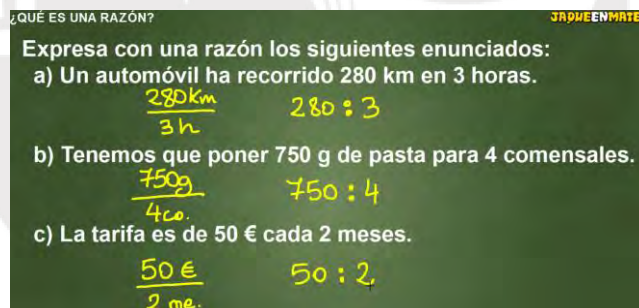 ¿QUÉ ES UNA RAZÓN? JAQUEENMATE
Expresa con una razón los siguientes enunciados:
a) Un automóvil ha recorrido 280 km en 3 horas.
280km
3h
280 : 3
b) Tenemos que poner 750 g de pasta para 4 comensales.
750g
4co.
750 : 4
c) La tarifa es de 50 € cada 2 meses.
50 €
2 me.
50 : 2